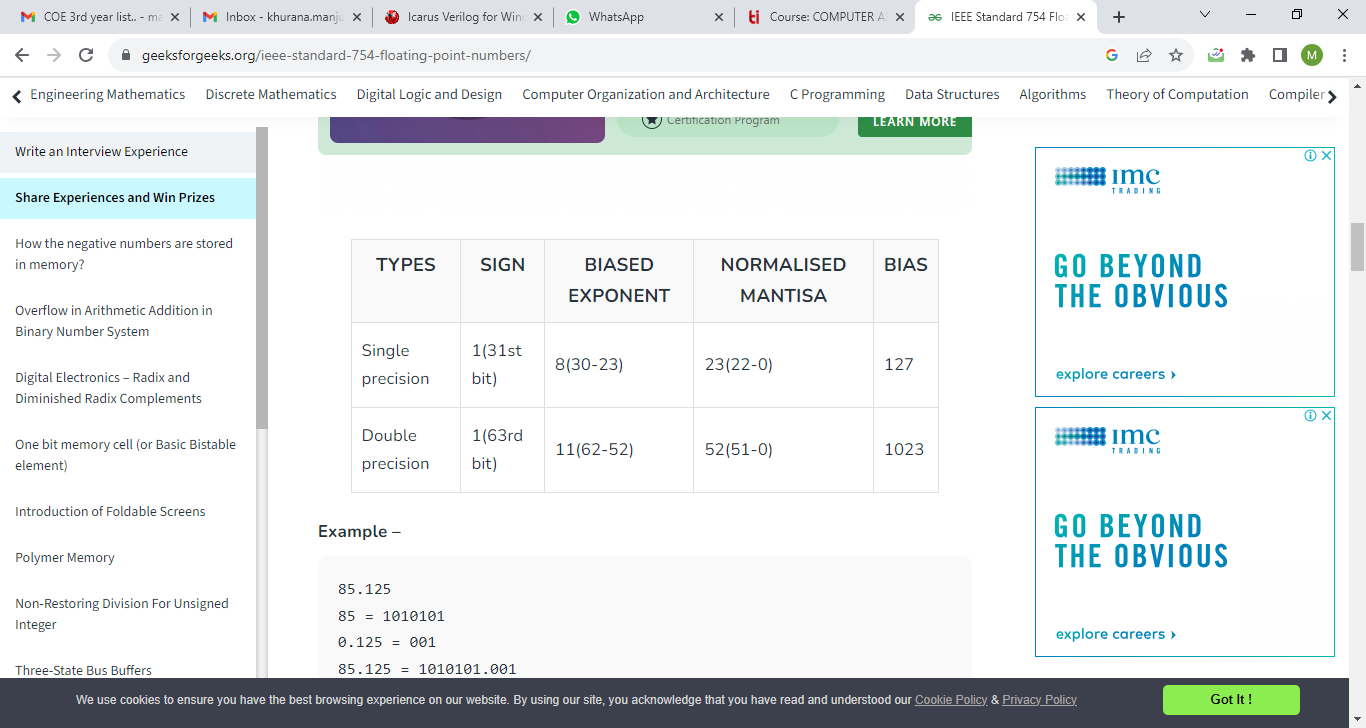 COE 3rd year list.. - ma
Inbox - khurana.manju
Icarus Verilog for Wind
WhatsApp
Course: COMPUTER A
IEEE Standard 754 Floa
geeksforgeeks.org/ieee-standard-754-floating-point-numbers/
M
Engineering Mathematics Discrete Mathematics Digital Logic and Design Computer Organization and Architecture C Programming Data Structures Algorithms Theory of Computation Compiler
Certification Program
LEARN MORE
Write an Interview Experience
Share Experiences and Win Prizes
How the negative numbers are stored
in memory?
Overflow in Arithmetic Addition in
Binary Number System
Digital Electronics – Radix and
Diminished Radix Complements
One bit memory cell (or Basic Bistable
element)
Introduction of Foldable Screens
Polymer Memory
Non-Restoring Division For Unsigned
Integer
Three-State Bus Buffers
TYPES SIGN BIASED NORMALISED BIAS
EXPONENT MANTISA
Single 1(31st
8(30-23) 23(22-0) 127
precision bit)
Double 1(63rd
11(62-52) 52(51-0) 1023
precision bit)
Example –
85.125
85 = 1010101
0.125 = 001
85.125 = 1010101.001
imc
TRADING
GO BEYOND
THE OBVIOUS
explore careers ›
imc
TRADING
GO BEYOND
THE OBVIOUS
explore careers ›
We use cookies to ensure you have the best browsing experience on our website. By using our site, you acknowledge that you have read and understood our Cookie Policy & Privacy Policy
Got It !